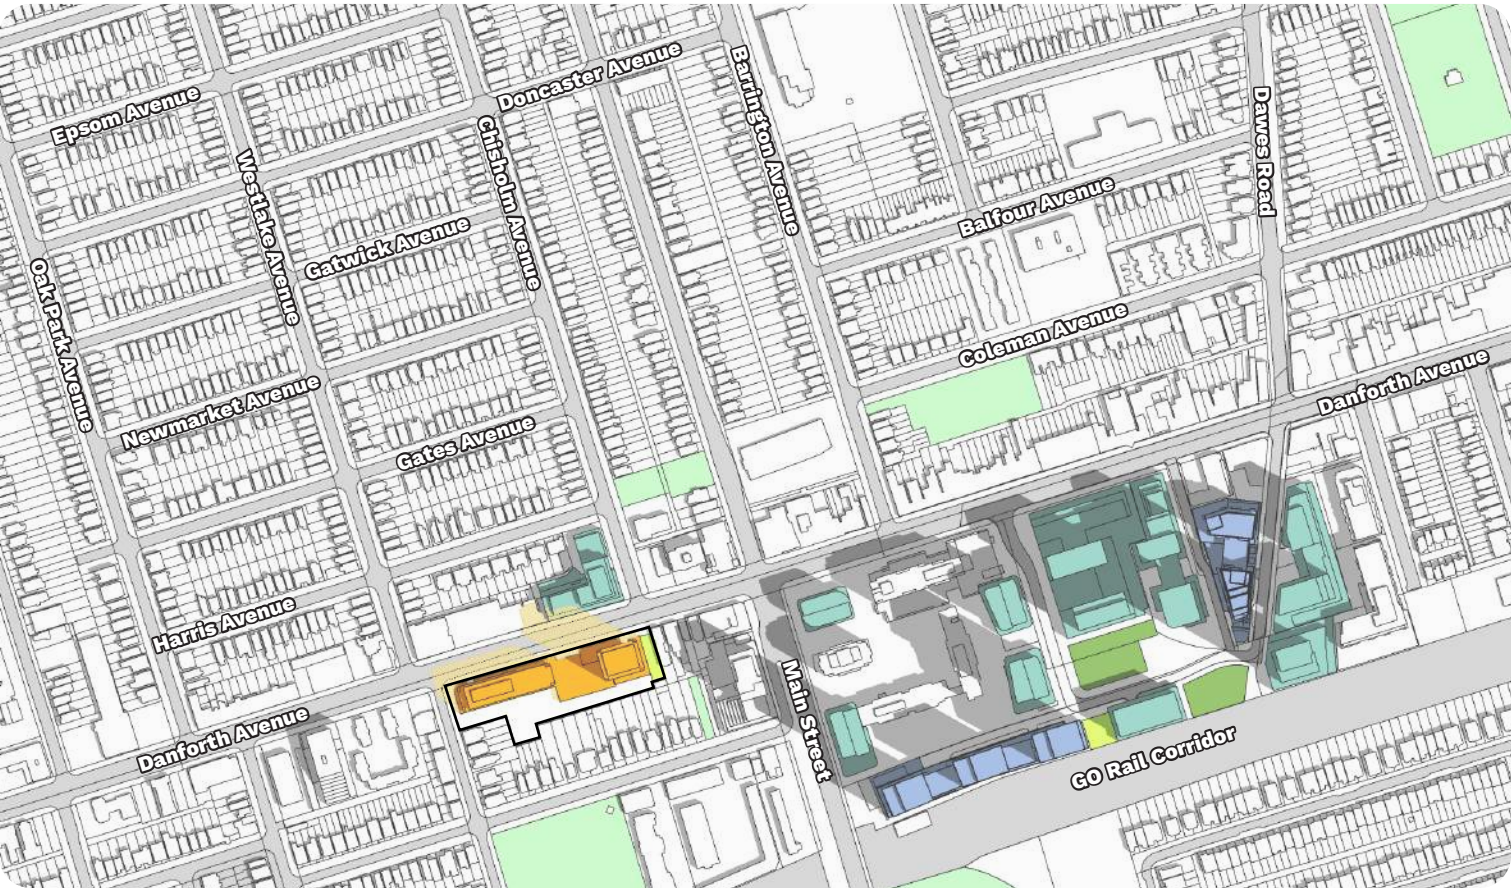 Doncaster Avenue
Epsom Avenue
Barrington Avenue
Dawes Road
Chisholm Avenue
Westlake Avenue
Balfour Avenue
Gatwick Avenue
Oak Park Avenue
Coleman Avenue
Danforth Avenue
Newmarket Avenue
Gates Avenue
Harris Avenue
Main Street
Danforth Avenue
GO Rail Corridor